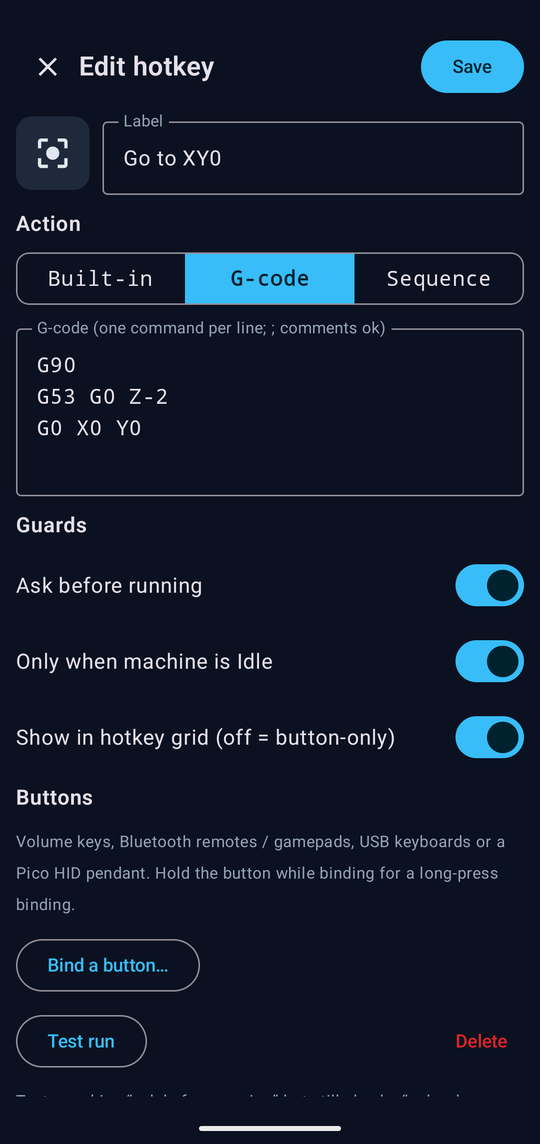 Edit hotkey
Save
Label
Go to XY0
Action
Built-in
G-code
Sequence
G-code (one command per line; ; comments ok)
G90
G53 G0 Z-2
G0 X0 Y0
Guards
Ask before running
Only when machine is Idle
Show in hotkey grid (off = button-only)
Buttons
Volume keys, Bluetooth remotes / gamepads, USB keyboards or a
Pico HID pendant. Hold the button while binding for a long-press
binding.
Bind a button…
Test run
Delete